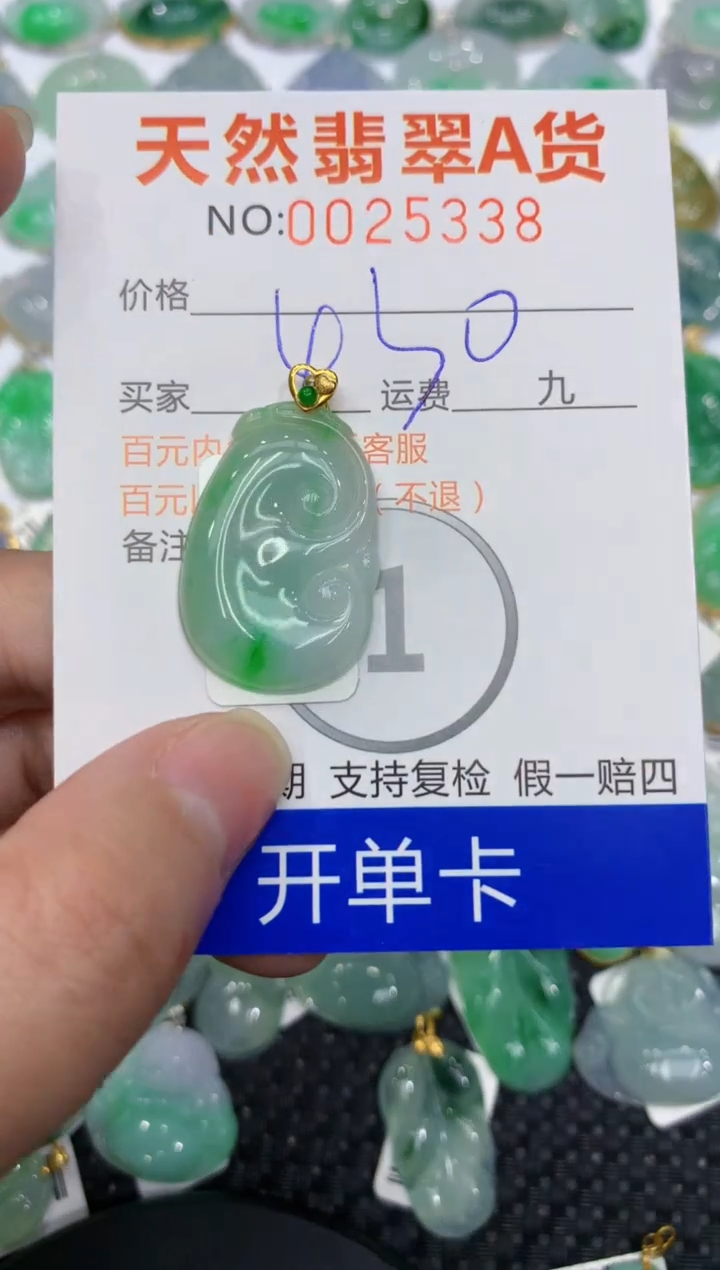 天然翡翠A货
NO:0025338
价格 650
买家 运费 九
百元内 客服
百元 （不退）
备注
1
期 支持复检 假一赔四
开单卡